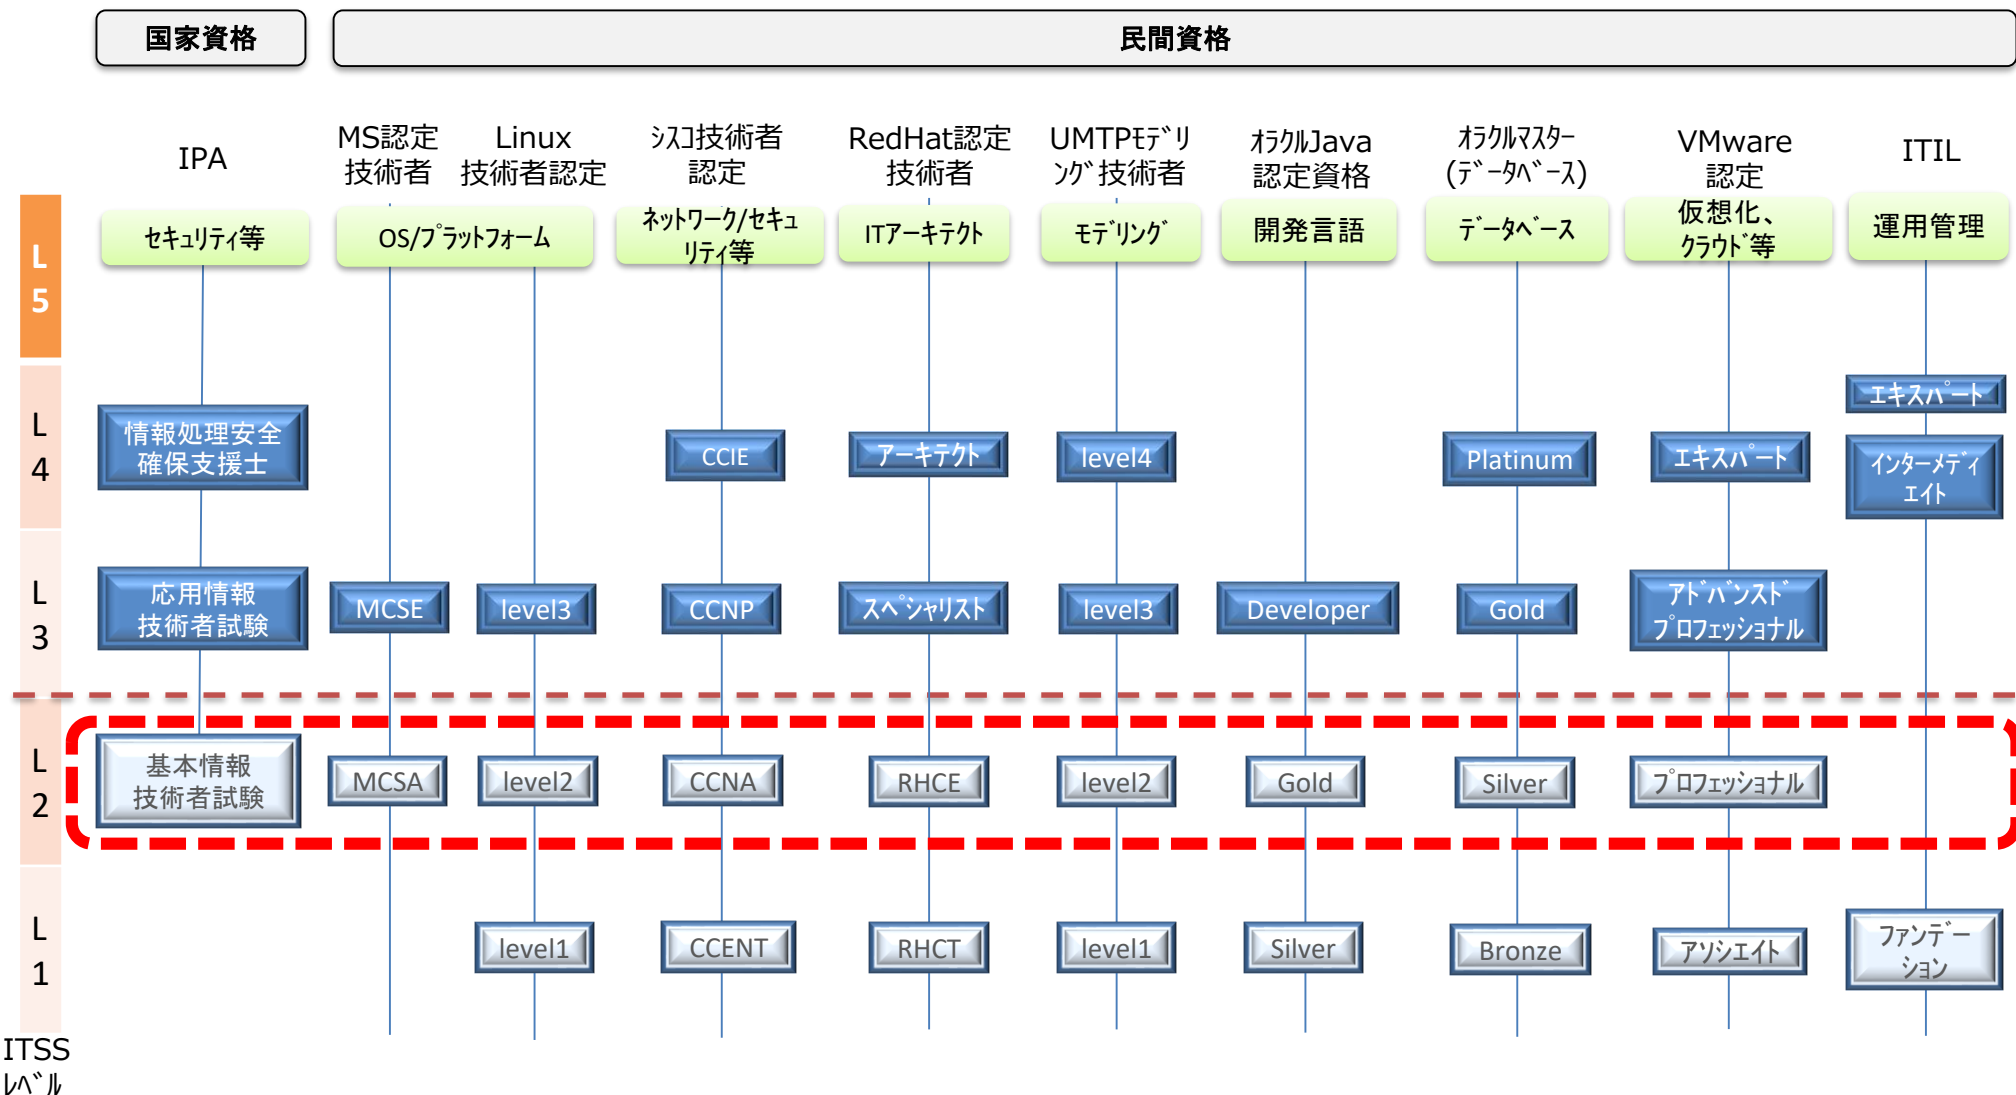 国家資格
民間資格
IPA
MS認定
技術者
Linux
技術者認定
ｼｽｺ技術者
認定
RedHat認定
技術者
UMTPﾓﾃﾞﾘ
ﾝｸﾞ技術者
ｵﾗｸﾙJava
認定資格
ｵﾗｸﾙﾏｽﾀｰ
(ﾃﾞｰﾀﾍﾞｰｽ)
VMware
認定
ITIL
セキュリティ等
OS/プラットフォーム
ネットワーク/セキュ
リティ等
ITアーキテクト
モデリング
開発言語
データベース
仮想化、
クラウド等
運用管理
L
5
L
4
情報処理安全
確保支援士
CCIE
アーキテクト
level4
Platinum
エキスパート
エキスパート
インターメディ
エイト
L
3
応用情報
技術者試験
MCSE
level3
CCNP
スペシャリスト
level3
Developer
Gold
アドバンスド
プロフェッショナル
L
2
基本情報
技術者試験
MCSA
level2
CCNA
RHCE
level2
Gold
Silver
プロフェッショナル
L
1
level1
CCENT
RHCT
level1
Silver
Bronze
アソシエイト
ファンデー
ション
ITSS
ﾚﾍﾞﾙ